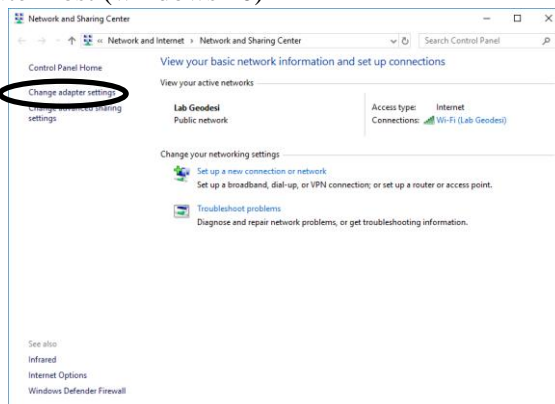 Network and Sharing Center
« Network and Internet › Network and Sharing Center
Search Control Panel
Control Panel Home
Change adapter settings
Change advanced sharing
settings
View your basic network information and set up connections
View your active networks
Lab Geodesi
Public network
Access type: Internet
Connections: Wi-Fi (Lab Geodesi)
Change your networking settings
Set up a new connection or network
Set up a broadband, dial-up, or VPN connection; or set up a router or access point.
Troubleshoot problems
Diagnose and repair network problems, or get troubleshooting information.
See also
Infrared
Internet Options
Windows Defender Firewall